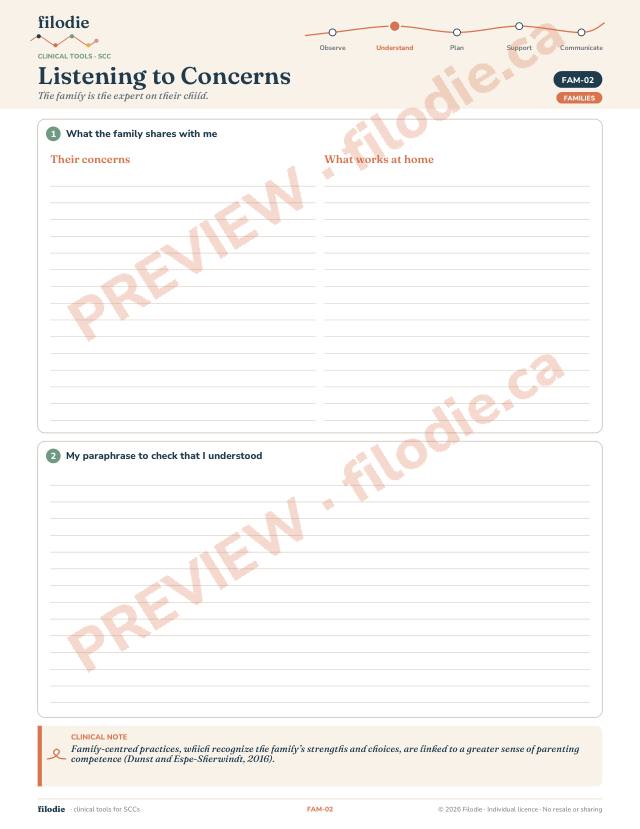 filodie
CLINICAL TOOLS · SCC
Observe Understand Plan Support Communicate
Listening to Concerns
The family is the expert on their child.
FAM-02
FAMILIES
1 What the family shares with me
Their concerns
What works at home
PREVIEW · filodie.ca
2 My paraphrase to check that I understood
PREVIEW · filodie.ca
CLINICAL NOTE
Family-centred practices, which recognize the family's strengths and choices, are linked to a greater sense of parenting
competence (Dunst and Espe-Sherwindt, 2016).
filodie · clinical tools for SCCs
FAM-02
© 2026 Filodie · Individual licence · No resale or sharing